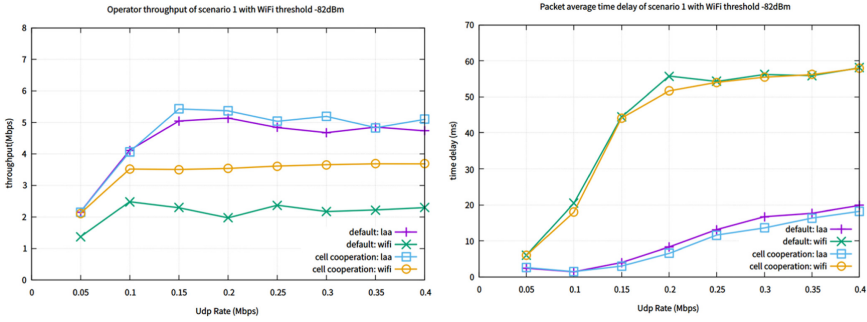 Operator throughput of scenario 1 with WiFi threshold -82dBm
8
7
6
5
4
3
2
1
0
throughput(Mbps)
default: laa
default: wifi
cell cooperation: laa
cell cooperation: wifi
0 0.05 0.1 0.15 0.2 0.25 0.3 0.35 0.4
Udp Rate (Mbps)
Packet average time delay of scenario 1 with WiFi threshold -82dBm
70
60
50
40
30
20
10
0
time delay (ms)
default: laa
default: wifi
cell cooperation: laa
cell cooperation: wifi
0 0.05 0.1 0.15 0.2 0.25 0.3 0.35 0.4
Udp Rate (Mbps)